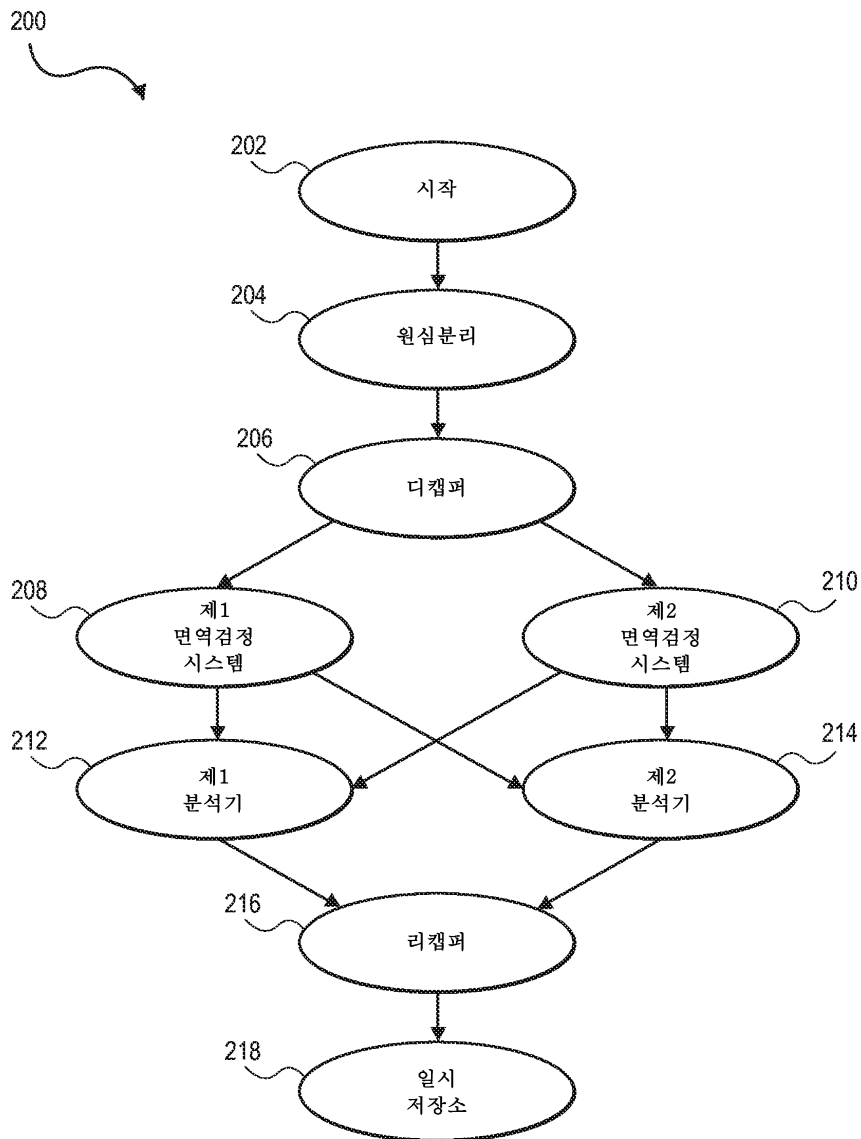 200
202
시작
204
원심분리
206
디캡퍼
208
제1
면역검정
시스템
210
제2
면역검정
시스템
212
제1
분석기
214
제2
분석기
216
리캡퍼
218
일시
저장소